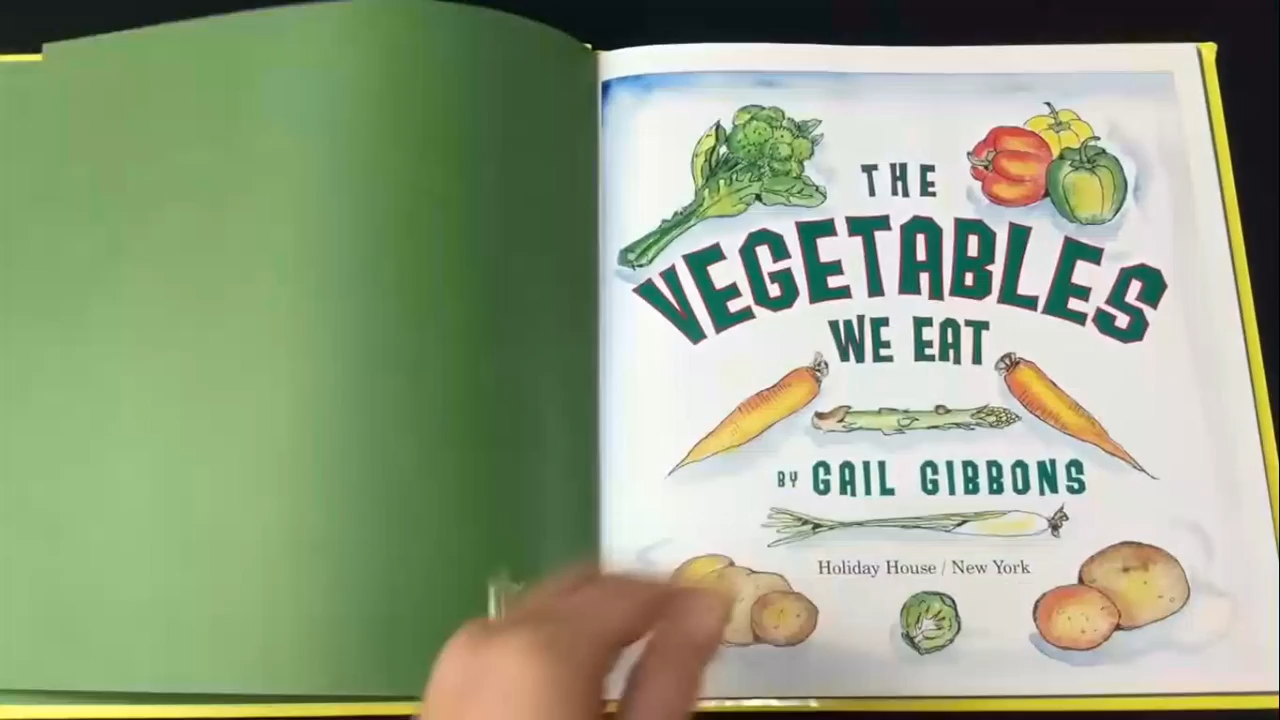 THE
VEGETABLES
WE EAT
BY GAIL GIBBONS
Holiday House / New York